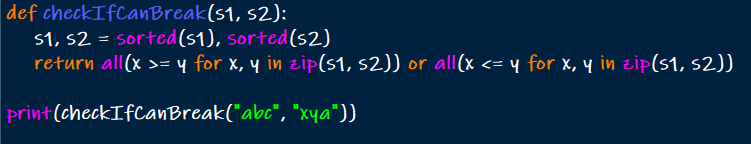 def checkIfCanBreak(s1, s2):
    s1, s2 = sorted(s1), sorted(s2)
    return all(x >= y for x, y in zip(s1, s2)) or all(x <= y for x, y in zip(s1, s2))

print(checkIfCanBreak("abc", "xya"))